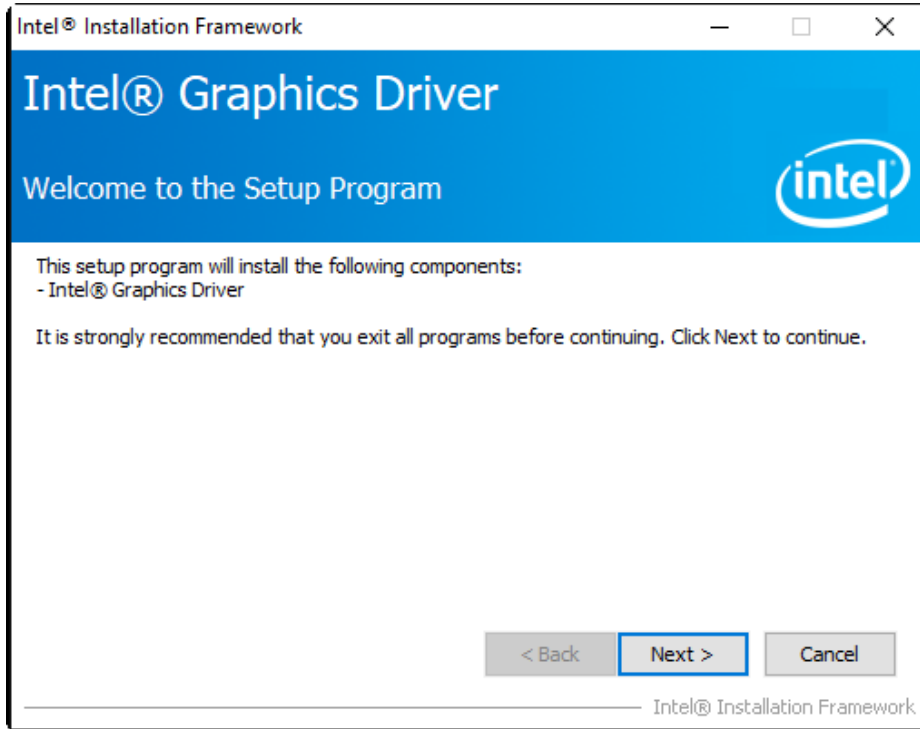 Intel® Installation Framework
Intel® Graphics Driver
Welcome to the Setup Program
intel
This setup program will install the following components:
- Intel® Graphics Driver
It is strongly recommended that you exit all programs before continuing. Click Next to continue.
< Back
Next >
Cancel
Intel® Installation Framework